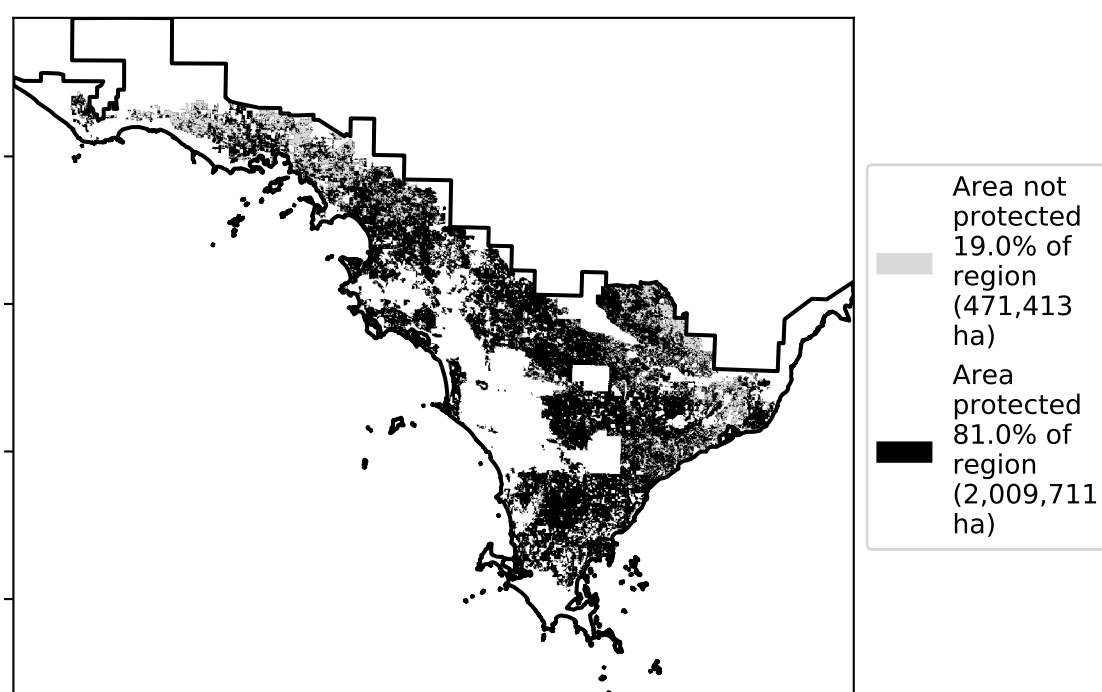 Area not
protected
19.0% of
region
(471,413
ha)
Area
protected
81.0% of
region
(2,009,711
ha)